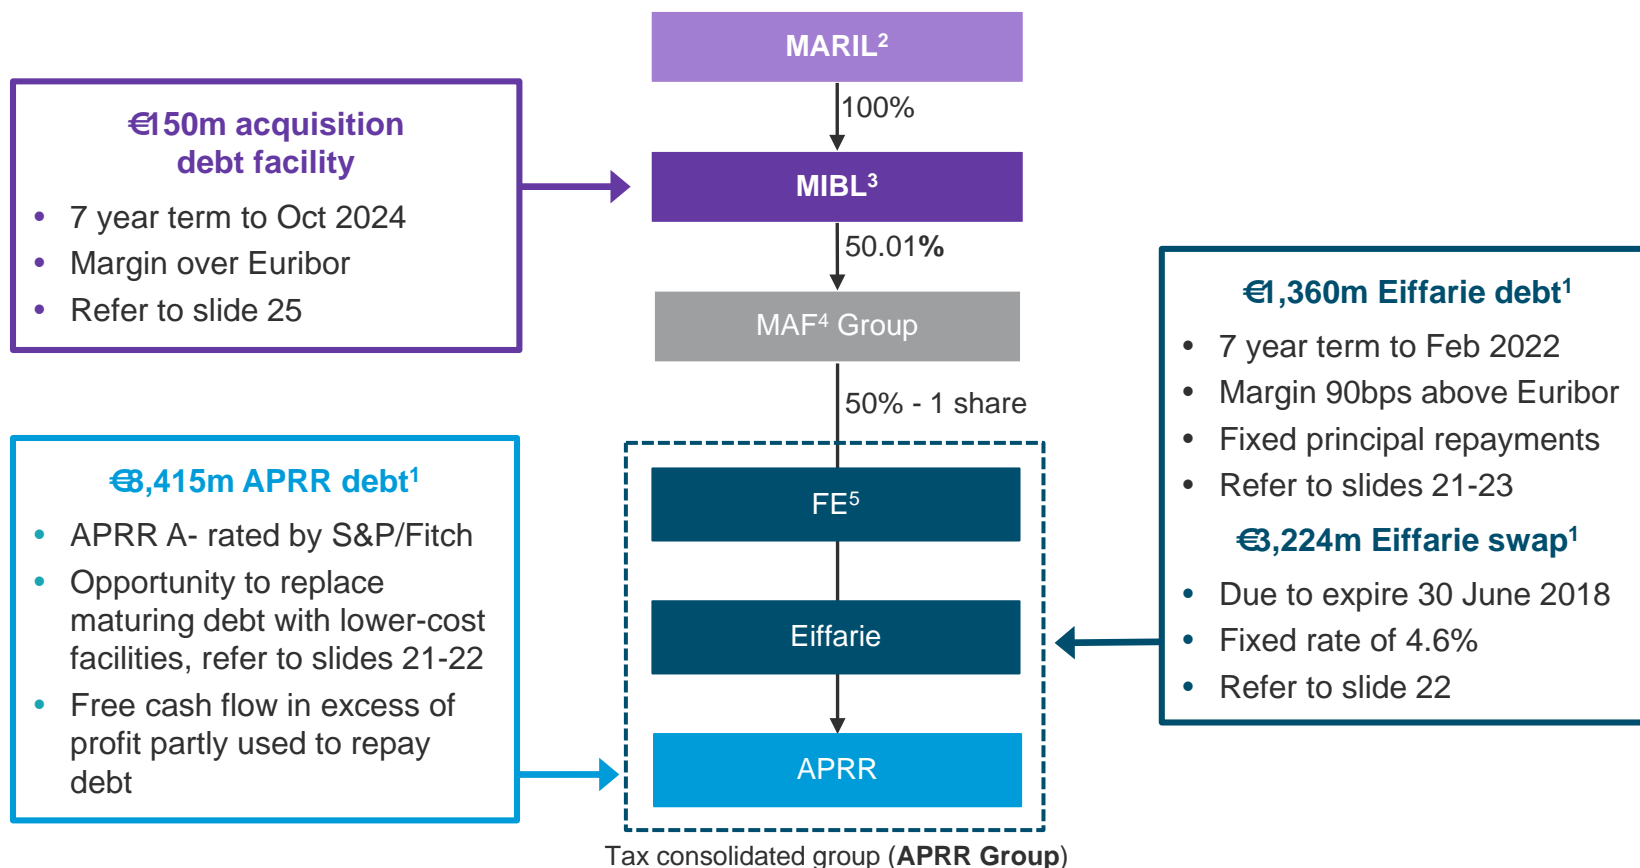 MARIL2
100%
MIBL3
50.01%
MAF4 Group
50% - 1 share
FE5
Eiffarie
APRR
Tax consolidated group (APRR Group)
€150m acquisition
debt facility
• 7 year term to Oct 2024
• Margin over Euribor
• Refer to slide 25
€8,415m APRR debt1
• APRR A- rated by S&P/Fitch
• Opportunity to replace
maturing debt with lower-cost
facilities, refer to slides 21-22
• Free cash flow in excess of
profit partly used to repay
debt
€1,360m Eiffarie debt1
• 7 year term to Feb 2022
• Margin 90bps above Euribor
• Fixed principal repayments
• Refer to slides 21-23
€3,224m Eiffarie swap1
• Due to expire 30 June 2018
• Fixed rate of 4.6%
• Refer to slide 22